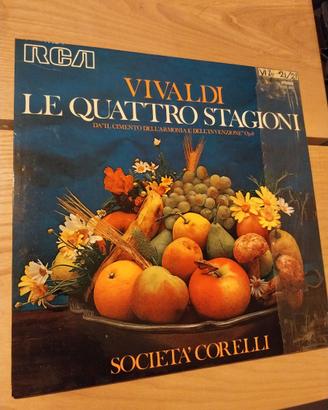 RCA
VIVALDI
LE QUATTRO STAGIONI
DA "IL CIMENTO DELL'ARMONIA E DELL'INVENZIONE" Op.8
SOCIETA' CORELLI